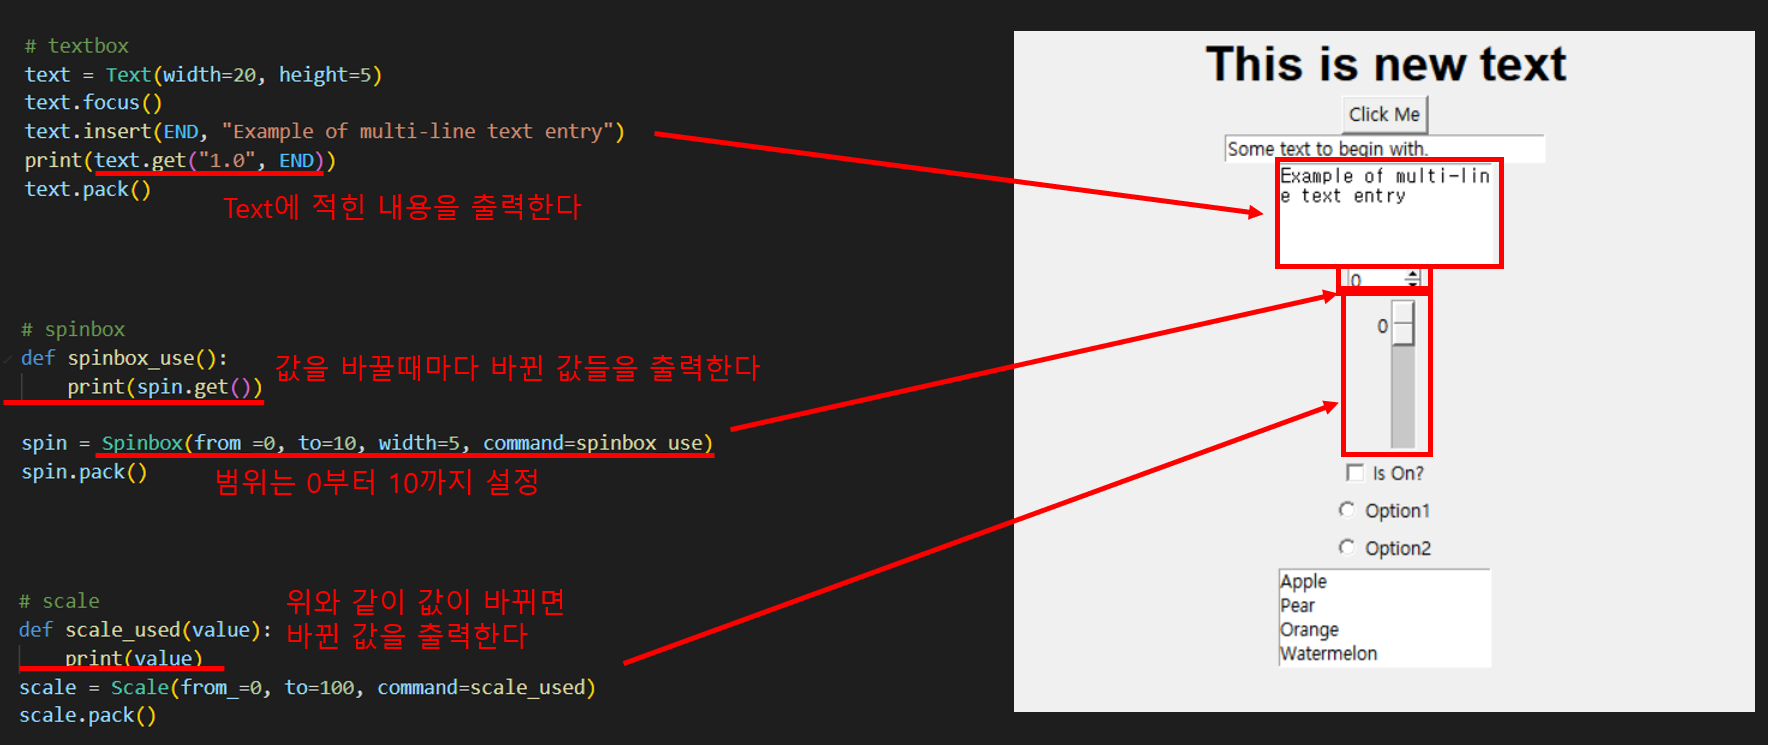 # textbox
text = Text(width=20, height=5)
text.focus()
text.insert(END, "Example of multi-line text entry")
print(text.get("1.0", END))
text.pack()
Text에 적힌 내용을 출력한다
# spinbox
def spinbox_use():
값을 바꿀때마다 바뀐 값들을 출력한다
print(spin.get())
spin = Spinbox(from_=0, to=10, width=5, command=spinbox_use)
spin.pack()
범위는 0부터 10까지 설정
# scale
def scale_used(value):
print(value)
위와 같이 값이 바뀌면
바뀐 값을 출력한다
scale = Scale(from_=0, to=100, command=scale_used)
scale.pack()
This is new text
Click Me
Some text to begin with.
Example of multi-lin
e text entry
0
0
Is On?
Option1
Option2
Apple
Pear
Orange
Watermelon